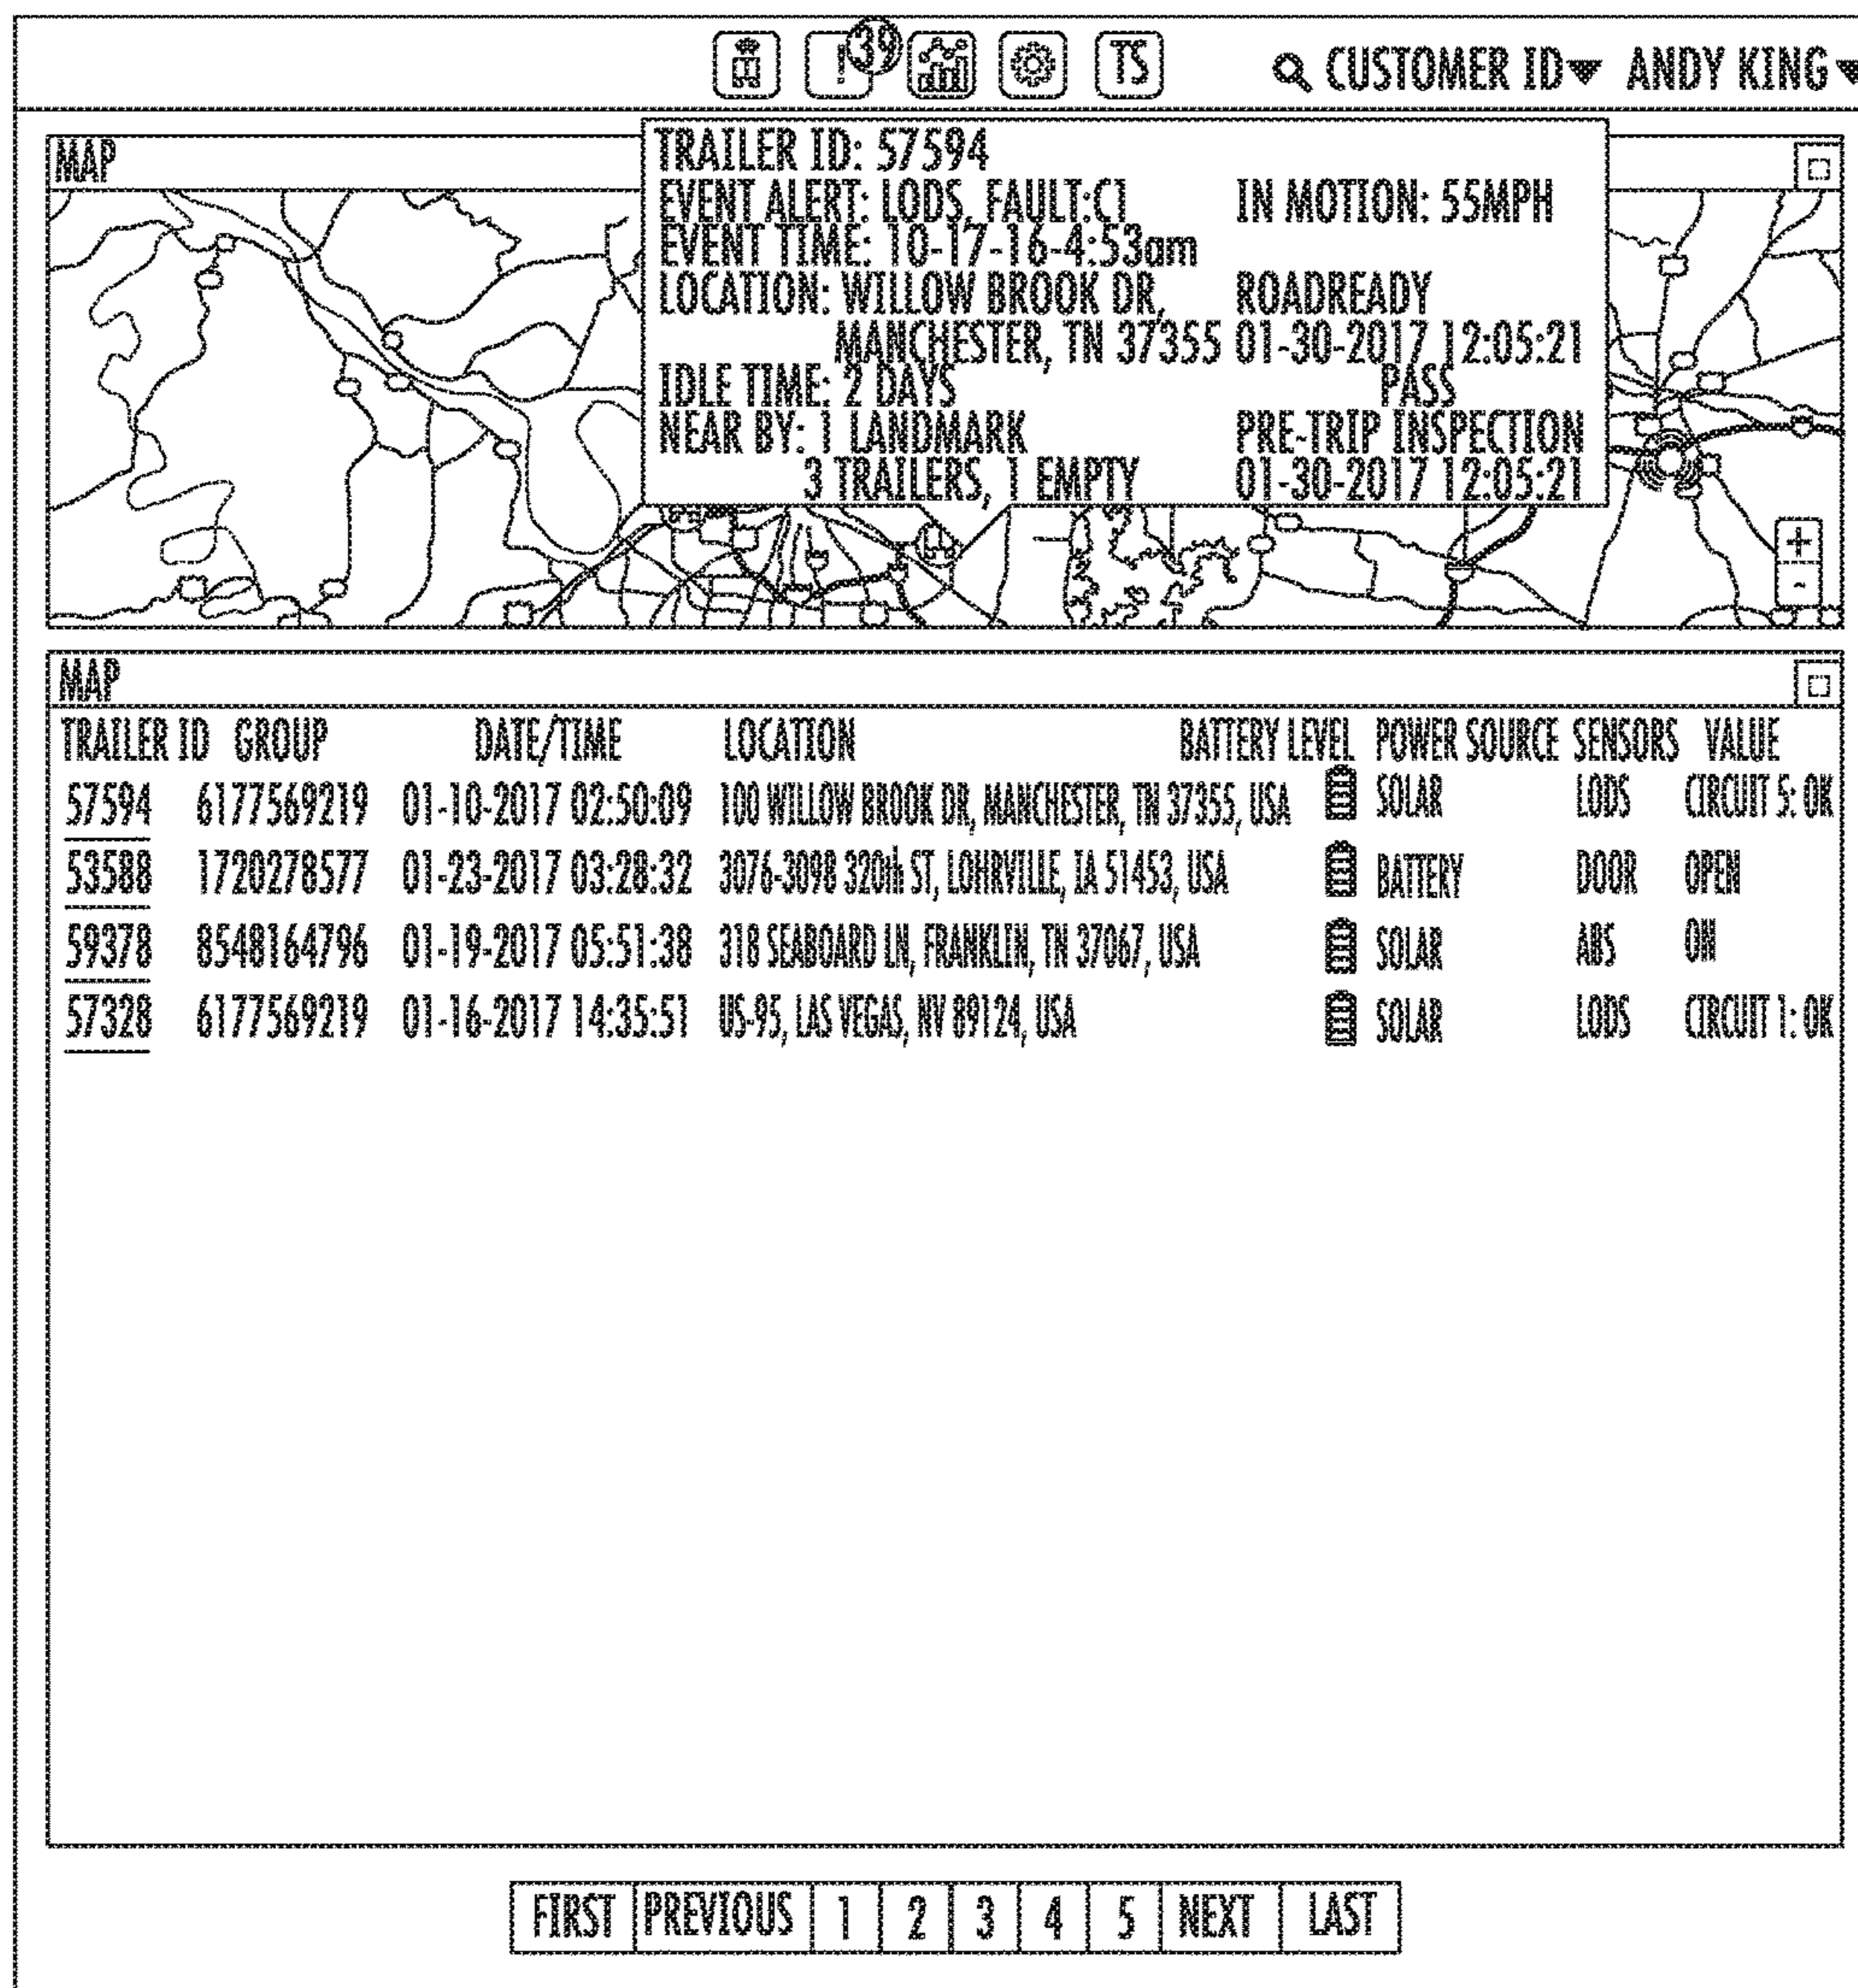 ! 39 TS CUSTOMER ID ANDY KING
MAP
TRAILER ID: 57594
EVENT ALERT: LODS, FAULT:C1 IN MOTION: 55MPH
EVENT TIME: 10-17-16-4:53am
LOCATION: WILLOW BROOK DR, ROADREADY
MANCHESTER, TN 37355 01-30-2017 12:05:21
IDLE TIME: 2 DAYS PASS
NEAR BY: 1 LANDMARK PRE-TRIP INSPECTION
3 TRAILERS, 1 EMPTY 01-30-2017 12:05:21
+
-
MAP
TRAILER ID GROUP DATE/TIME LOCATION BATTERY LEVEL POWER SOURCE SENSORS VALUE
57594 6177569219 01-10-2017 02:50:09 100 WILLOW BROOK DR, MANCHESTER, TN 37355, USA SOLAR LODS CIRCUIT 5: OK
53588 1720278577 01-23-2017 03:28:32 3076-3098 320th ST, LOHRVILLE, IA 51453, USA BATTERY DOOR OPEN
59378 8548164796 01-19-2017 05:51:38 318 SEABOARD LN, FRANKLIN, TN 37067, USA SOLAR ABS ON
57328 6177569219 01-16-2017 14:35:51 US-95, LAS VEGAS, NV 89124, USA SOLAR LODS CIRCUIT 1: OK
FIRST PREVIOUS 1 2 3 4 5 NEXT LAST